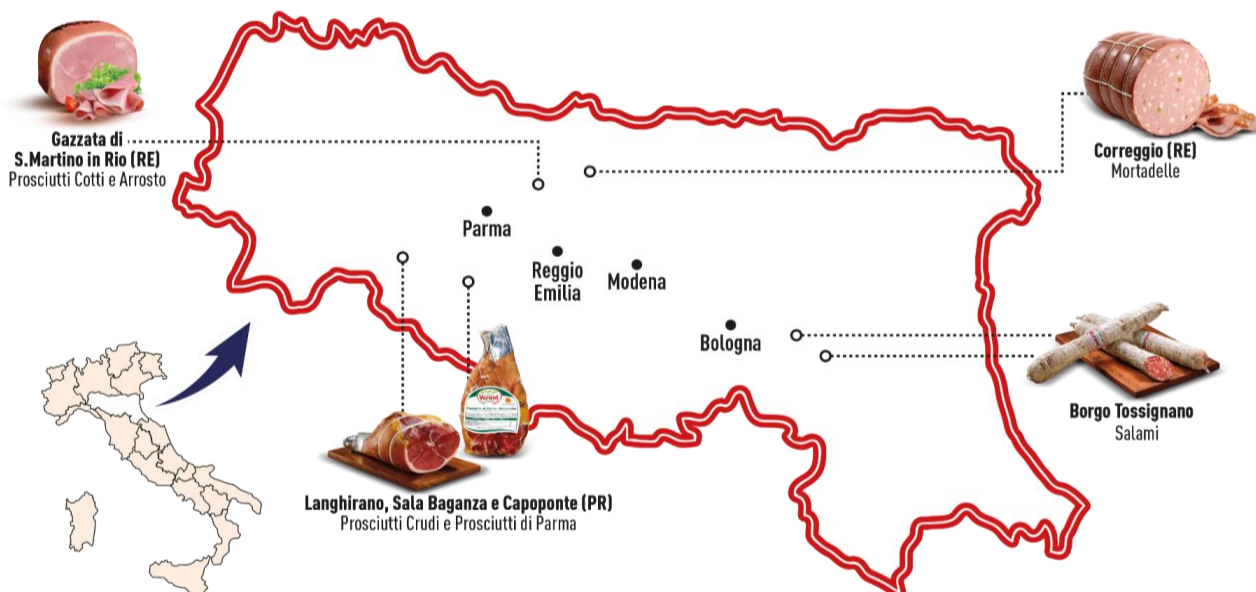 Gazzata di
S.Martino in Rio (RE)
Prosciutti Cotti e Arrosto
Correggio (RE)
Mortadelle
Parma
Reggio
Emilia
Modena
Bologna
Veroni
Borgo Tossignano
Salami
Langhirano, Sala Baganza e Capoponte (PR)
Prosciutti Crudi e Prosciutti di Parma